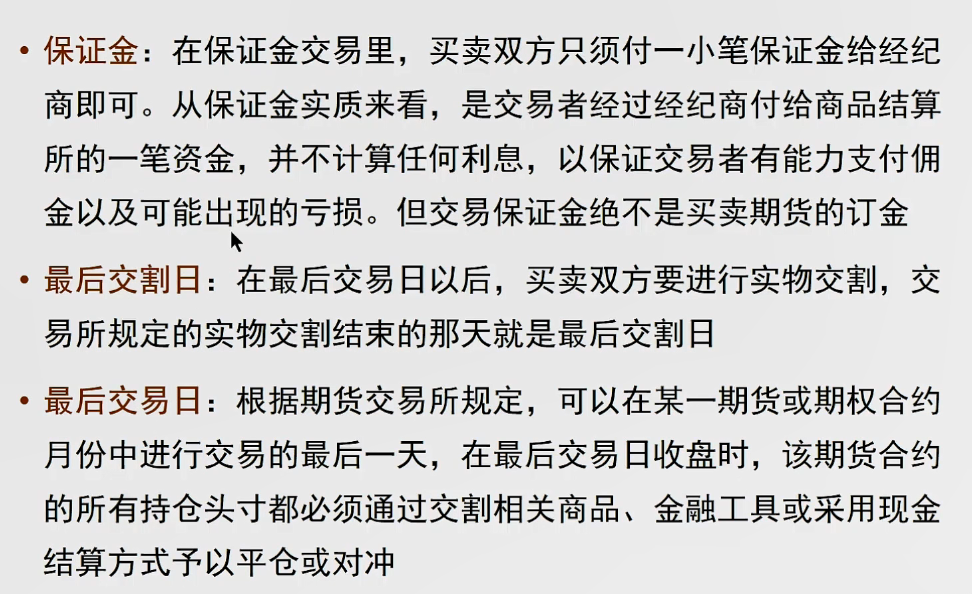 • 保证金：在保证金交易里，买卖双方只须付一小笔保证金给经纪
商即可。从保证金实质来看，是交易者经过经纪商付给商品结算
所的一笔资金，并不计算任何利息，以保证交易者有能力支付佣
金以及可能出现的亏损。但交易保证金绝不是买卖期货的订金
• 最后交割日：在最后交易日以后，买卖双方要进行实物交割，交
易所规定的实物交割结束的那天就是最后交割日
• 最后交易日：根据期货交易所规定，可以在某一期货或期权合约
月份中进行交易的最后一天，在最后交易日收盘时，该期货合约
的所有持仓头寸都必须通过交割相关商品、金融工具或采用现金
结算方式予以平仓或对冲